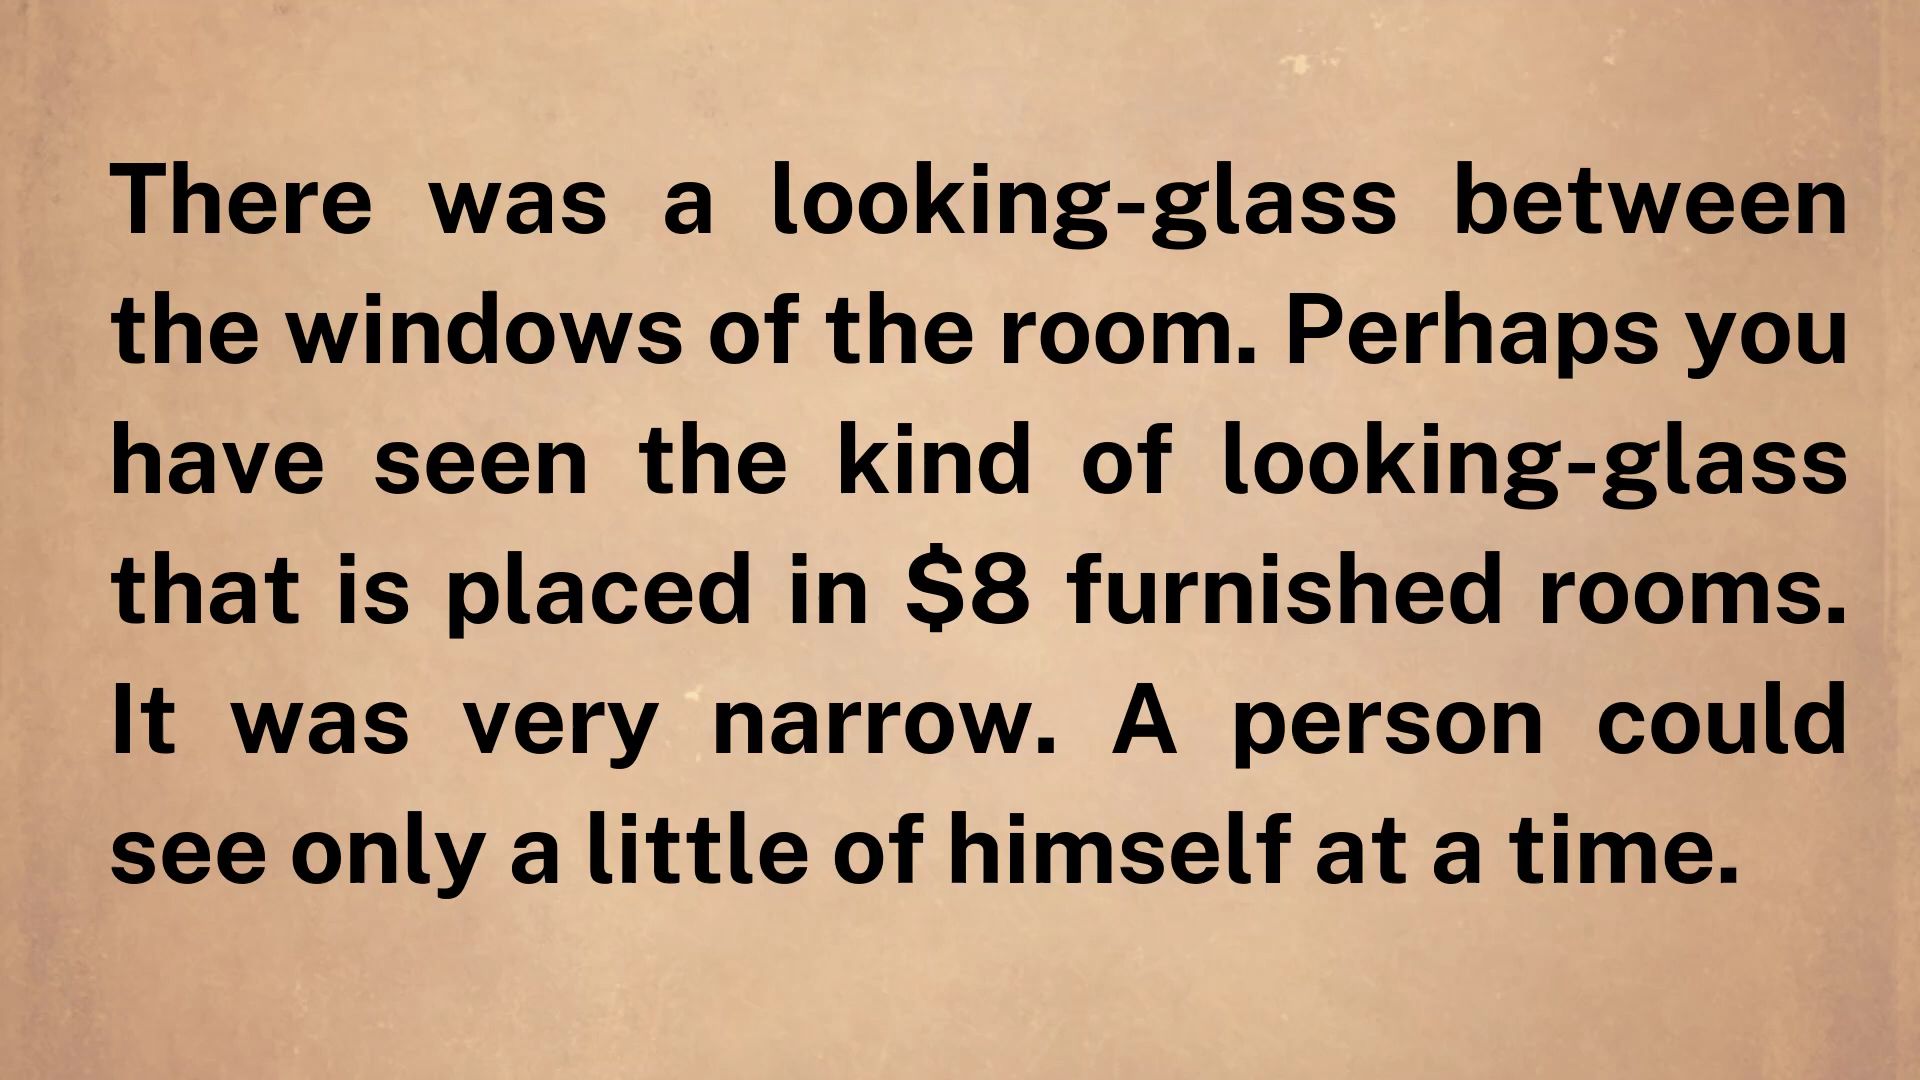 There was a looking-glass between
the windows of the room. Perhaps you
have seen the kind of looking-glass
that is placed in $8 furnished rooms.
It was very narrow. A person could
see only a little of himself at a time.